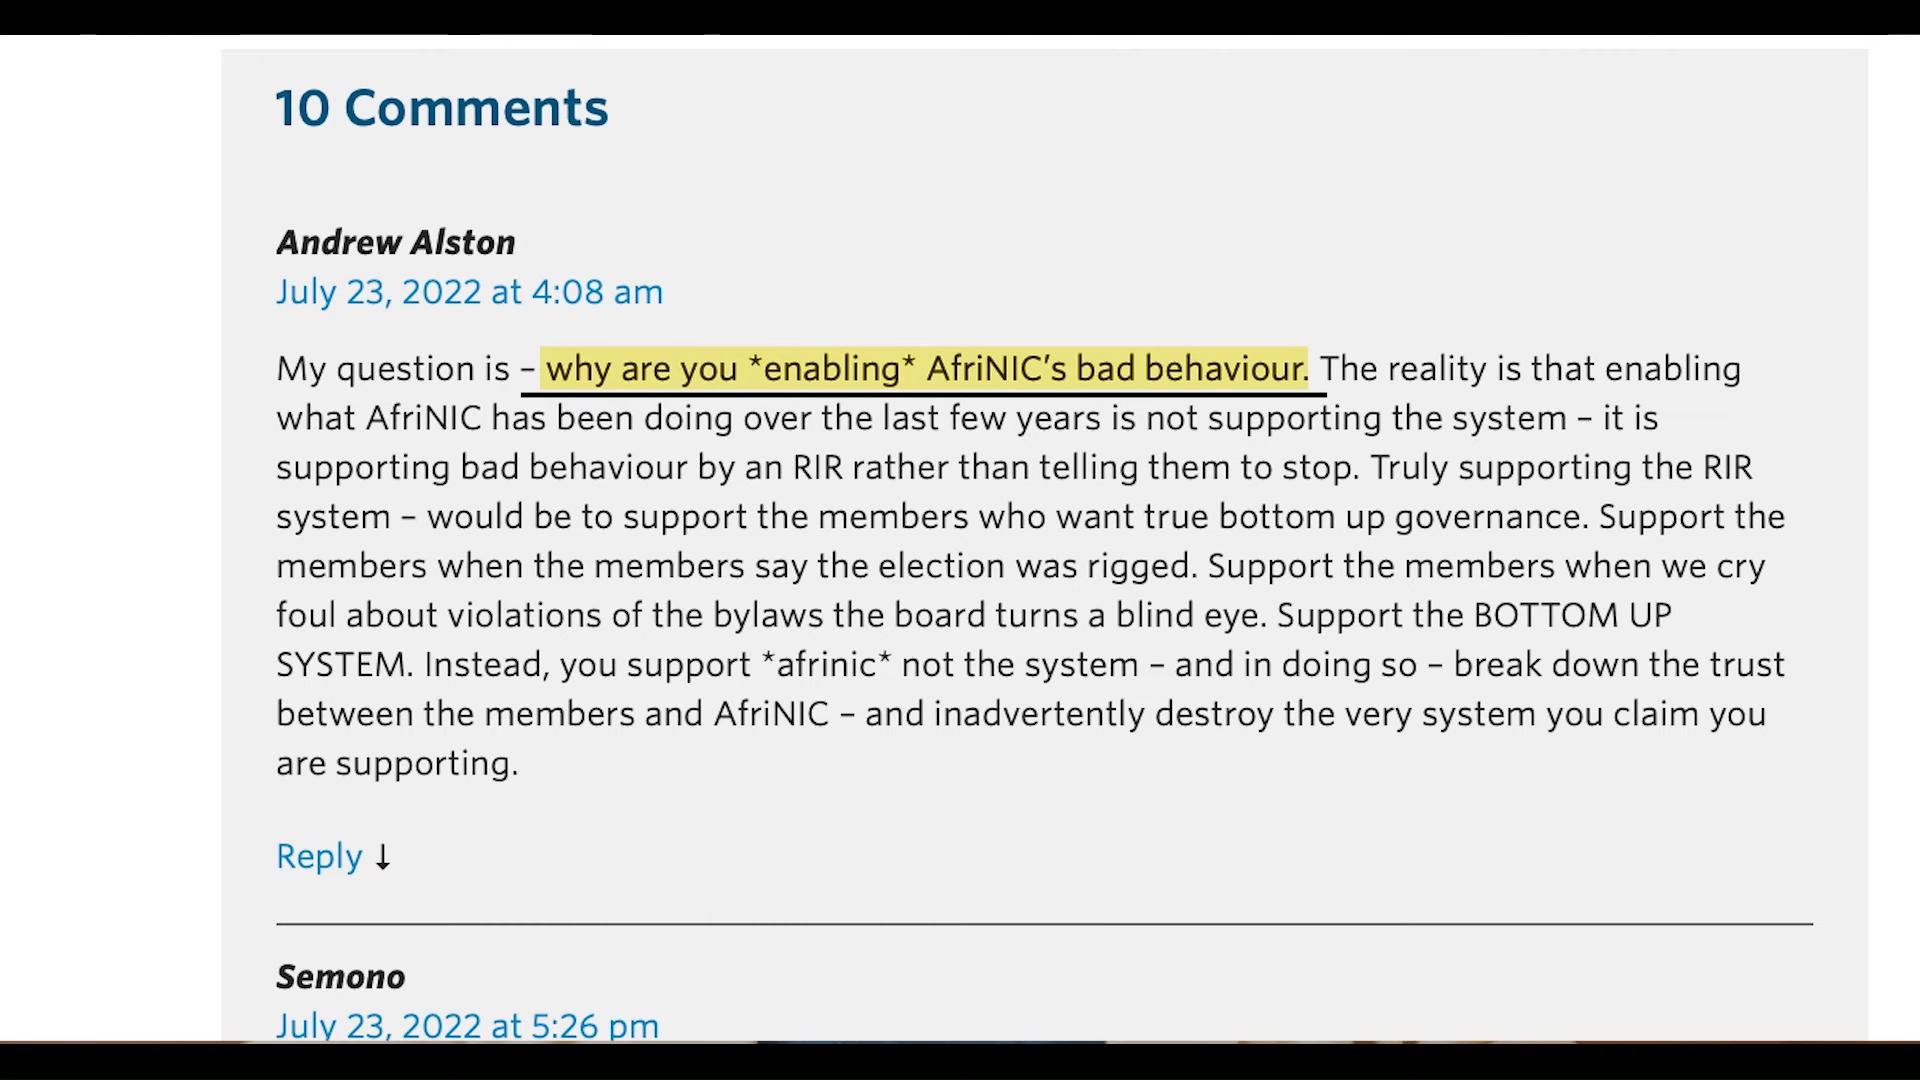 10 Comments
Andrew Alston
July 23, 2022 at 4:08 am
My question is – why are you *enabling* AfriNIC’s bad behaviour. The reality is that enabling
what AfriNIC has been doing over the last few years is not supporting the system – it is
supporting bad behaviour by an RIR rather than telling them to stop. Truly supporting the RIR
system – would be to support the members who want true bottom up governance. Support the
members when the members say the election was rigged. Support the members when we cry
foul about violations of the bylaws the board turns a blind eye. Support the BOTTOM UP
SYSTEM. Instead, you support *afrinic* not the system – and in doing so – break down the trust
between the members and AfriNIC – and inadvertently destroy the very system you claim you
are supporting.
Reply ↓
Semono
July 23, 2022 at 5:26 pm